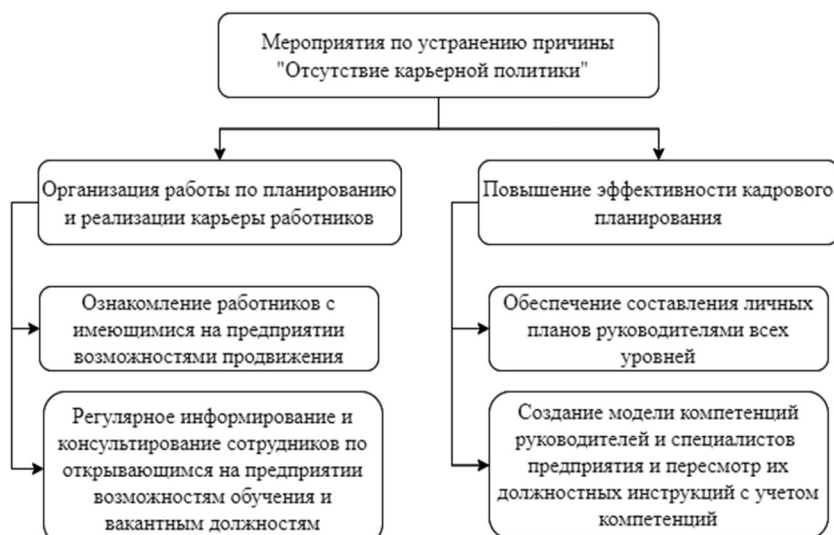 Мероприятия по устранению причины
"Отсутствие карьерной политики"
Организация работы по планированию
и реализации карьеры работников
Ознакомление работников с
имеющимися на предприятии
возможностями продвижения
Регулярное информирование и
консультирование сотрудников по
открывающимся на предприятии
возможностям обучения и
вакантным должностям
Повышение эффективности кадрового
планирования
Обеспечение составления личных
планов руководителями всех
уровней
Создание модели компетенций
руководителей и специалистов
предприятия и пересмотр их
должностных инструкций с учетом
компетенций